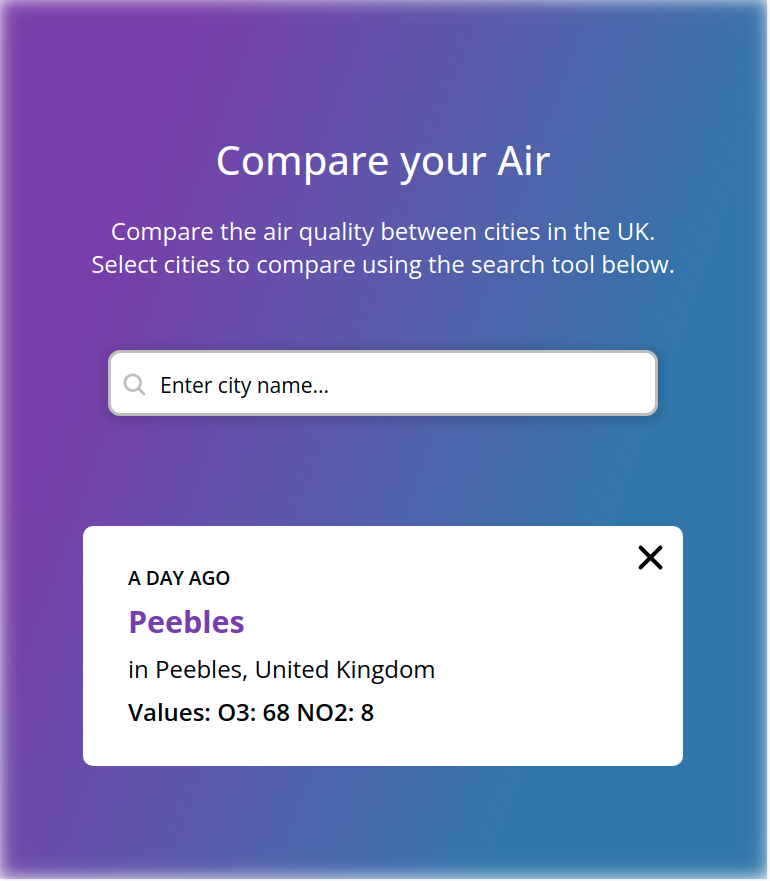 Compare your Air
Compare the air quality between cities in the UK.
Select cities to compare using the search tool below.
Enter city name...
A DAY AGO
Peebles
in Peebles, United Kingdom
Values: O3: 68 NO2: 8